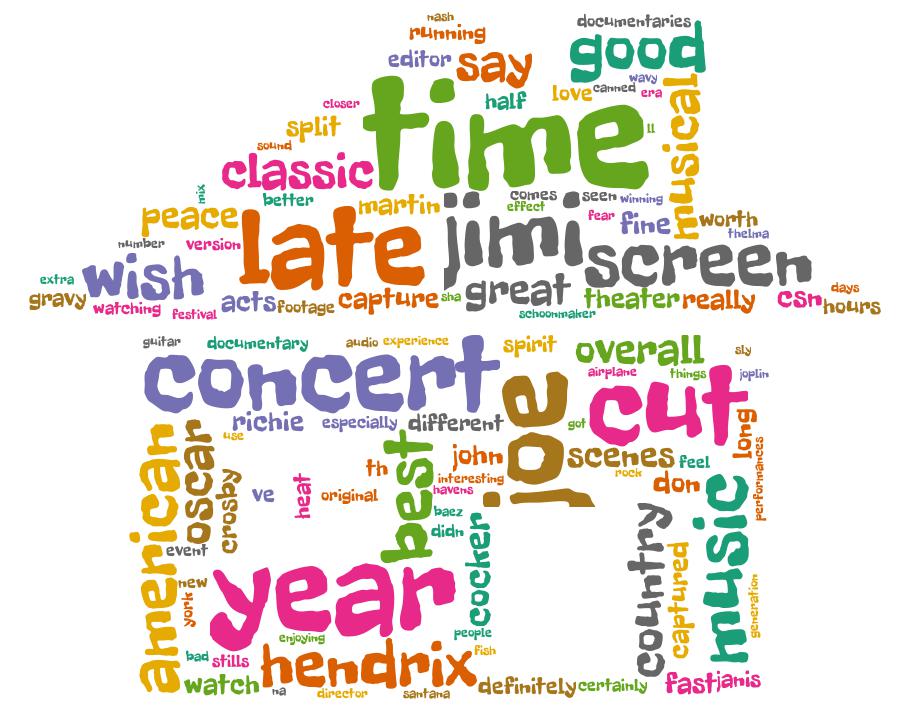 nash
documentaries
running
good
editor
say
wavy
time
love
canned
era
half
musical
closer
split
ll
sound
classic
mix
better
martin
comes
seen
winning
effect
peace
late
jimi
fear
fine
worth
thelma
number
version
screen
wish
extra
gravy
watching
festival
acts
footage
capture
sha
great
theater
really
csn
days
hours
schoonmaker
guitar
documentary
audio
experience
spirit
overall
sly
concert
airplane
things
joplin
joe
cut
richie
especially
different
got
long
american
oscar
use
best
john
scenes
feel
performances
crosby
th
interesting
rock
don
ve
heat
original
havens
music
baez
didn
cocker
country
event
captured
new
year
york
generation
enjoying
people
bad
stills
hendrix
fish
watch
na
director
santana
definitely
certainly
fast
janis